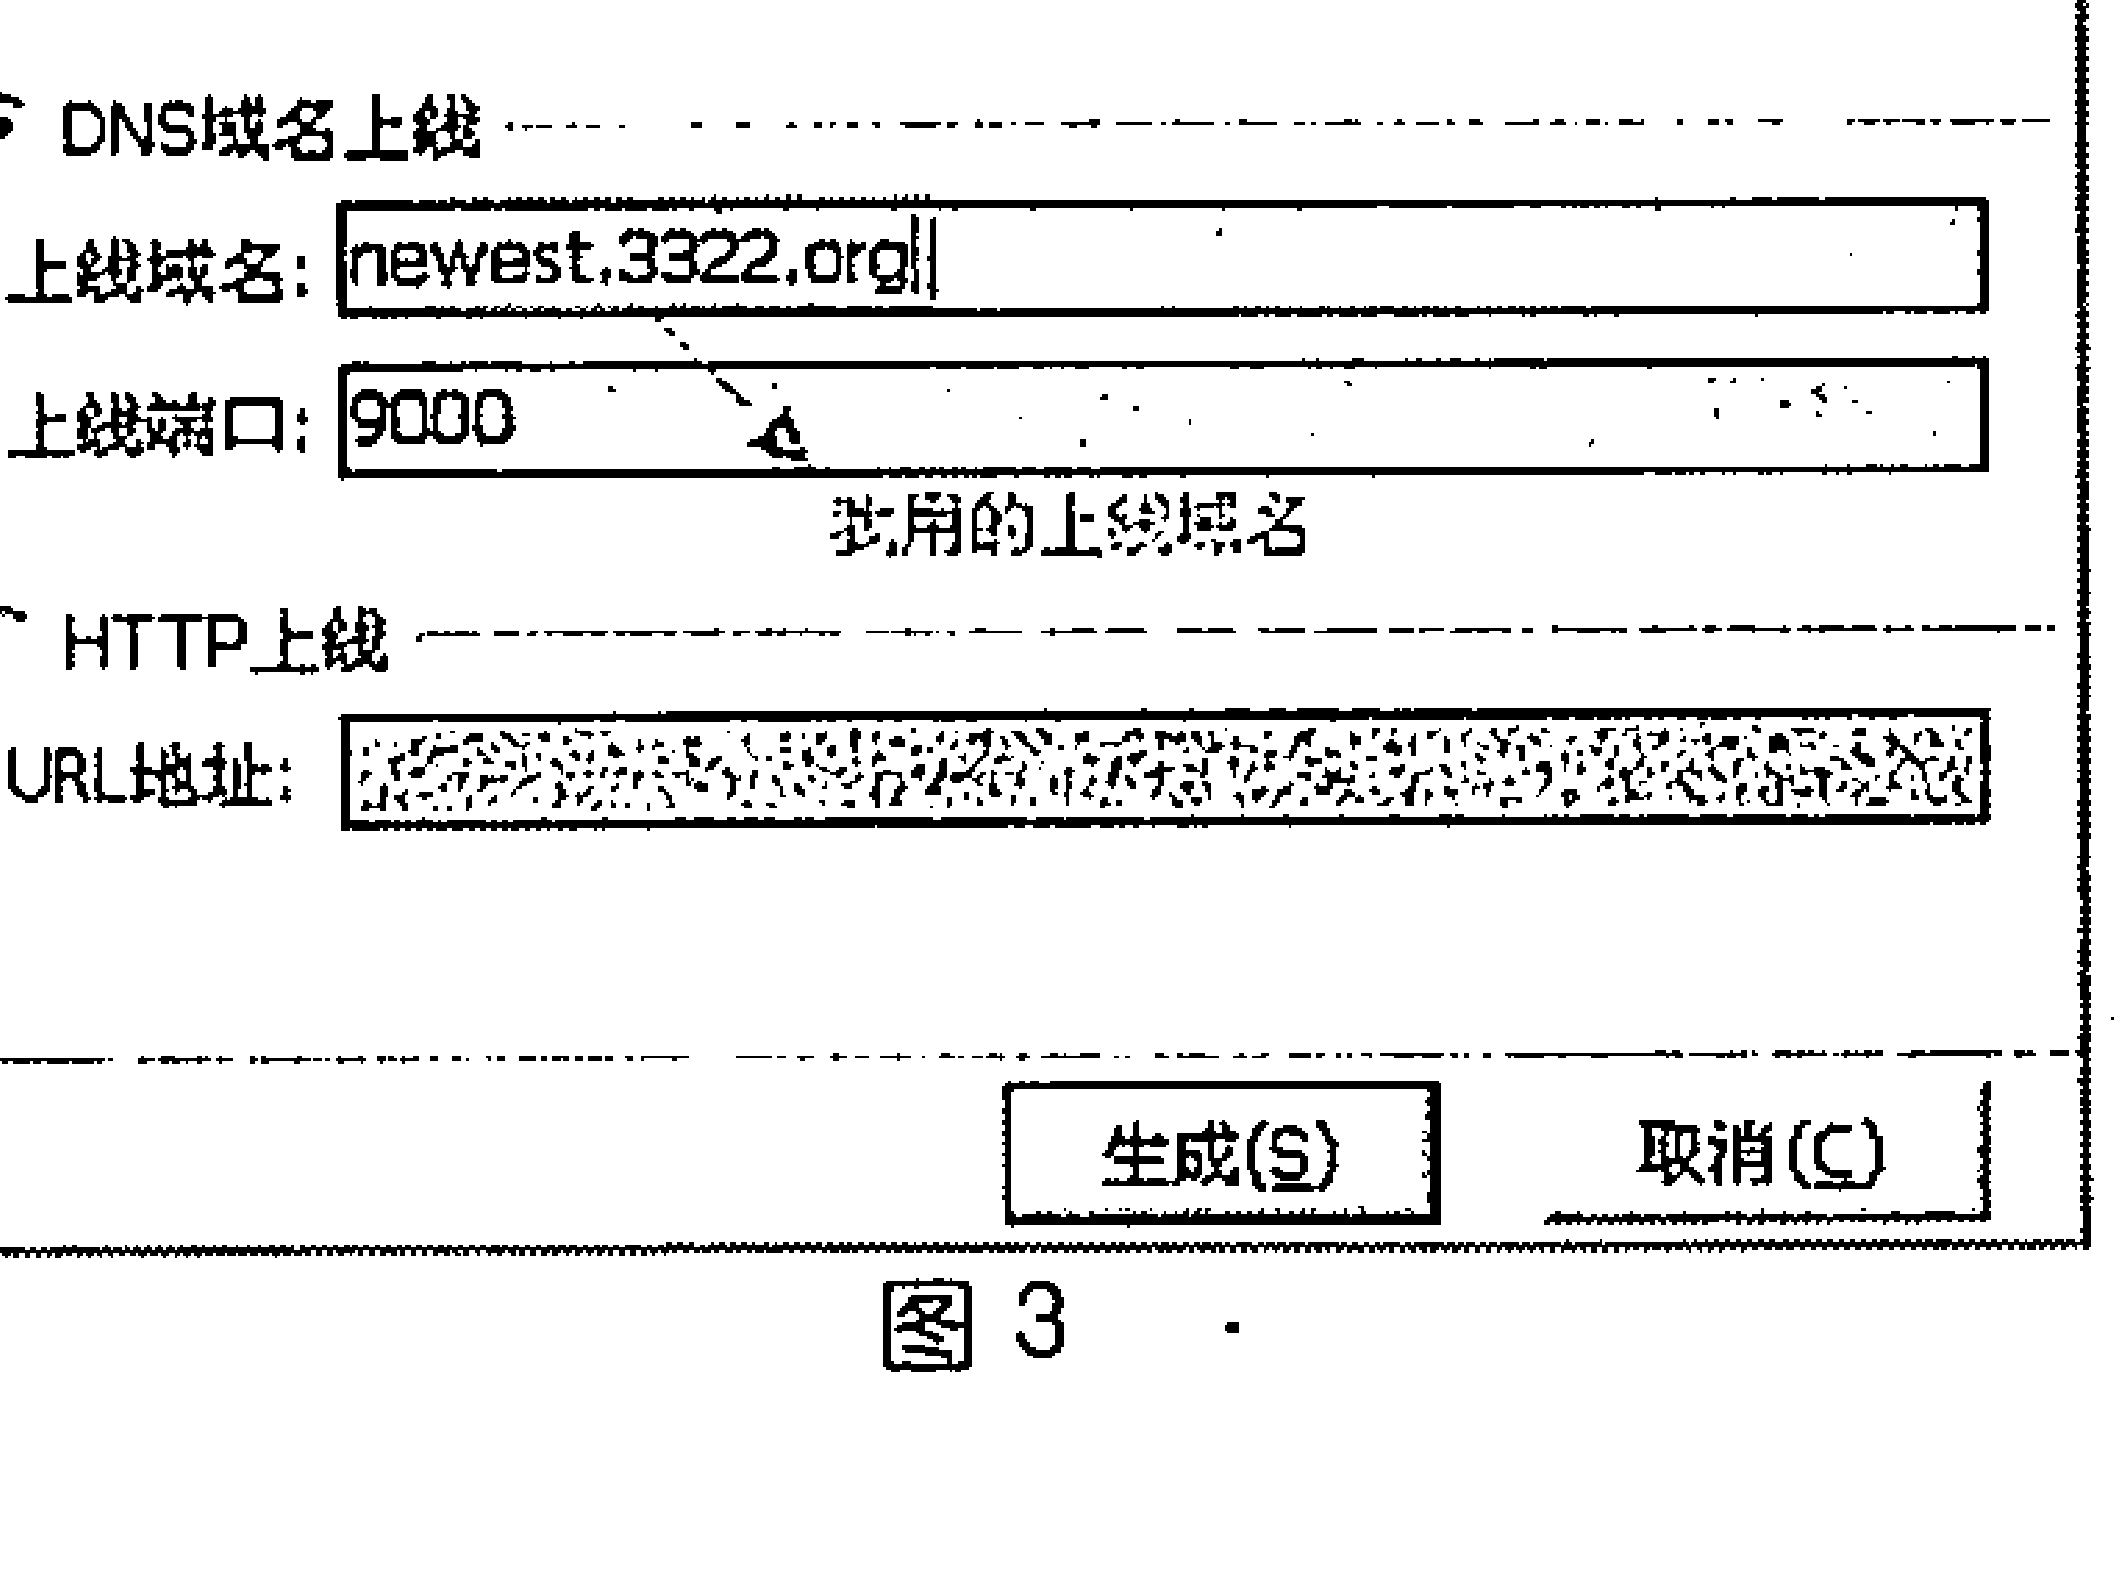 DNS域名上线
上线域名: newest.3322.org
上线端口: 9000
我用的上线域名
HTTP上线
URL地址:
生成(S) 取消(C)
图 3